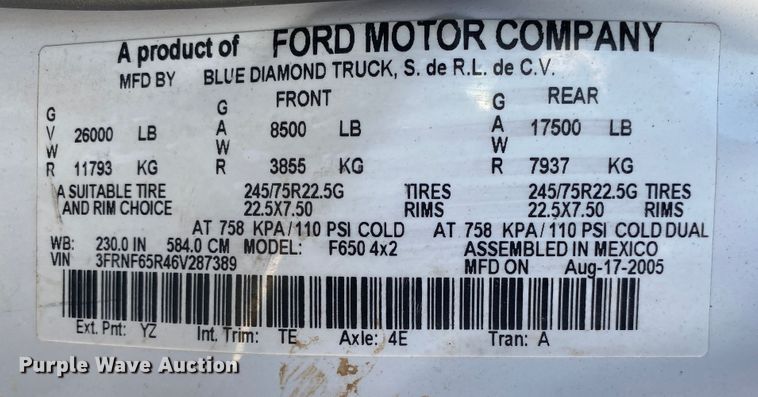 A product of FORD MOTOR COMPANY
MFD BY BLUE DIAMOND TRUCK, S. de R.L. de C.V.
GVWR 26000 LB 11793 KG
FRONT GAWR 8500 LB 3855 KG
REAR GAWR 17500 LB 7937 KG
A SUITABLE TIRE 245/75R22.5G TIRES 245/75R22.5G TIRES
AND RIM CHOICE 22.5X7.50 RIMS 22.5X7.50 RIMS
AT 758 KPA/110 PSI COLD AT 758 KPA/110 PSI COLD DUAL
WB: 230.0 IN 584.0 CM MODEL: F650 4x2 ASSEMBLED IN MEXICO
VIN 3FRNF65R46V287389 MFD ON Aug-17-2005
Ext. Pnt: YZ Int. Trim: TE Axle: 4E Tran: A
Purple Wave Auction